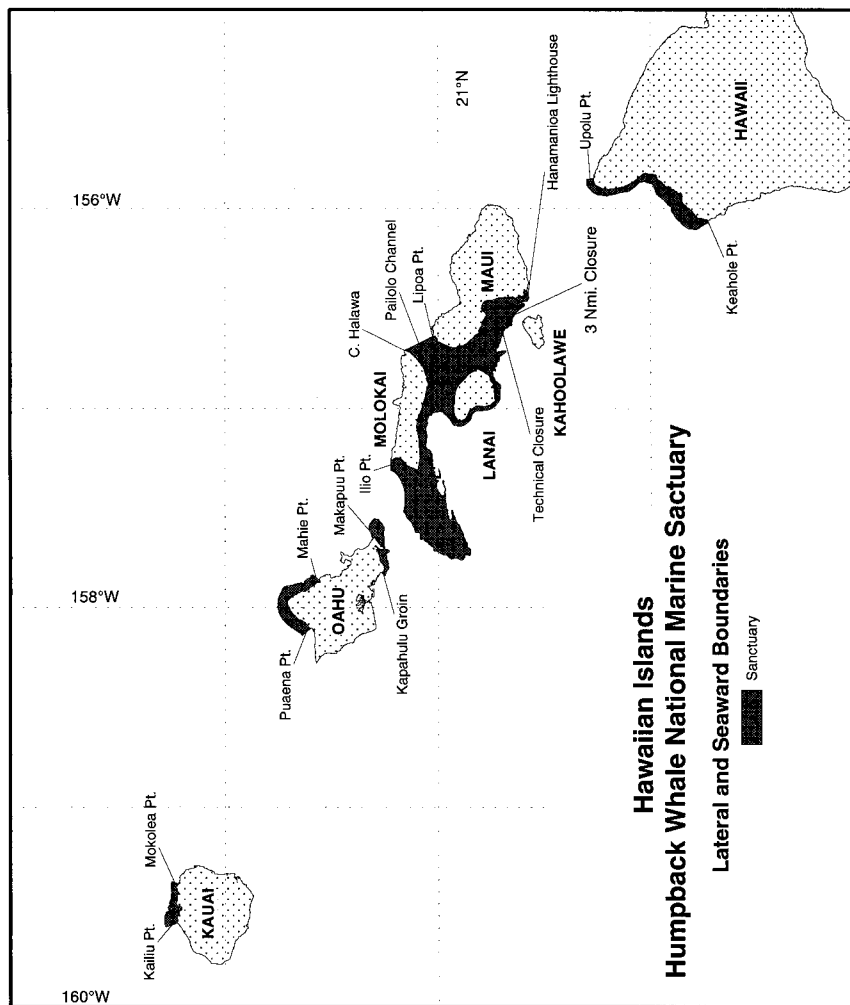 160°W
158°W
156°W
21°N
Kailiu Pt.
Mokolea Pt.
KAUAI
Puaena Pt.
Mahie Pt.
OAHU
Makapuu Pt.
Kapahulu Groin
Ilio Pt.
MOLOKAI
C. Halawa
Pailolo Channel
Lipoa Pt.
MAUI
LANAI
KAHOOLAWE
Technical Closure
3 Nmi. Closure
Hanamanioa Lighthouse
Upolu Pt.
HAWAII
Keahole Pt.
Hawaiian Islands
Humpback Whale National Marine Sactuary
Lateral and Seaward Boundaries
Sanctuary